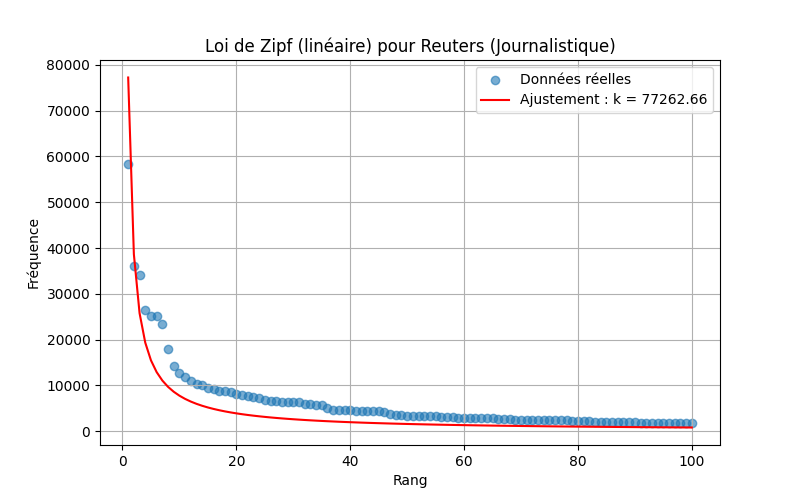 Loi de Zipf (linéaire) pour Reuters (Journalistique)
Données réelles
Ajustement : k = 77262.66
80000
70000
60000
50000
40000
30000
20000
10000
0
Fréquence
0 20 40 60 80 100
Rang